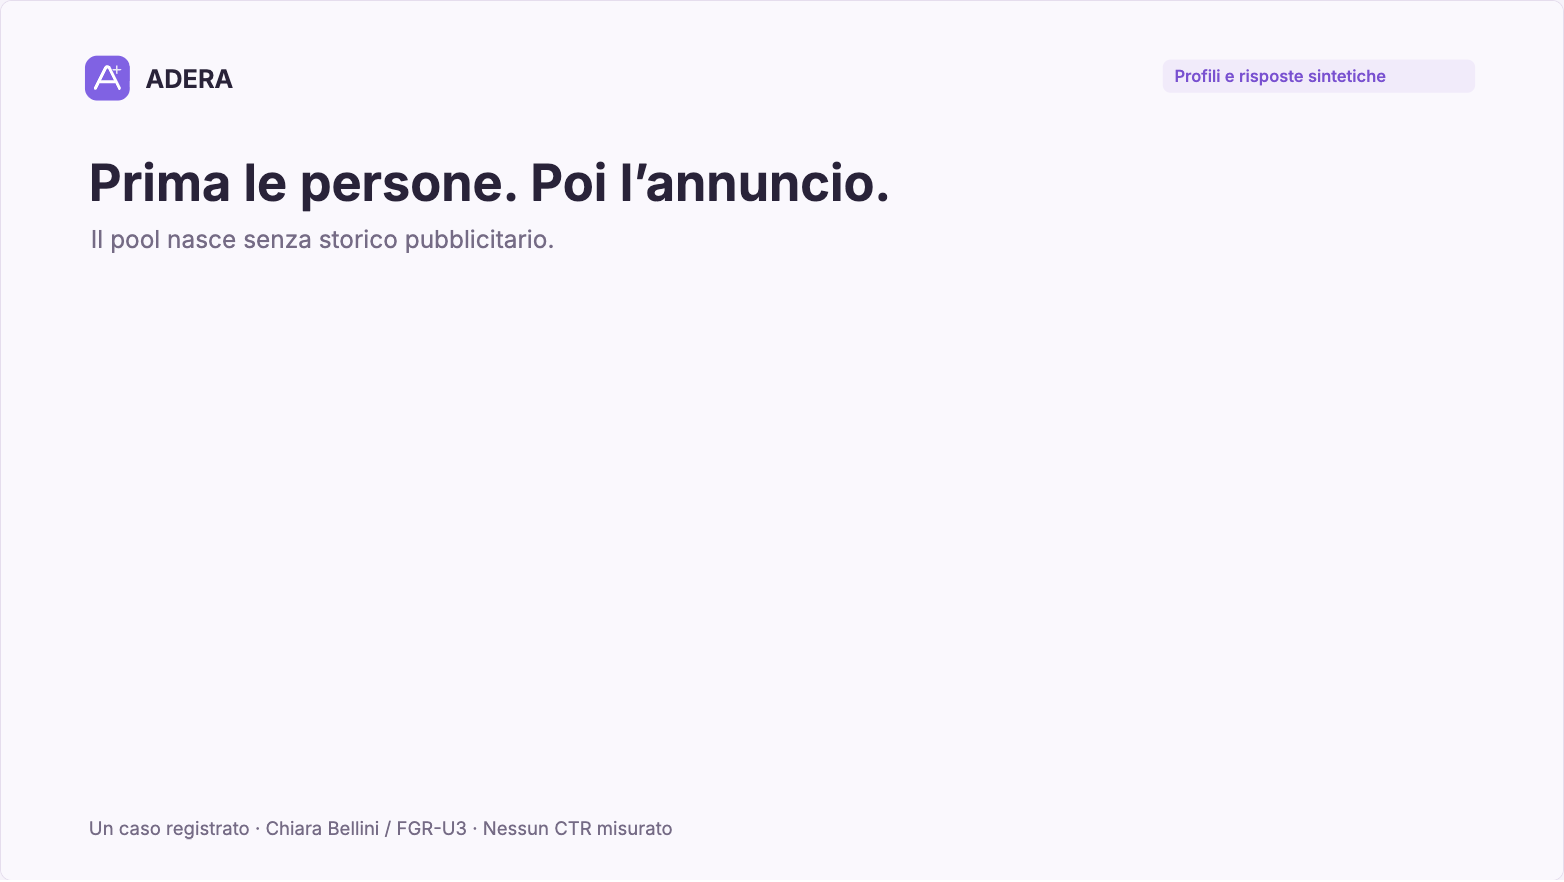 ADERA
Profili e risposte sintetiche
Prima le persone. Poi l’annuncio.
Il pool nasce senza storico pubblicitario.
Un caso registrato · Chiara Bellini / FGR-U3 · Nessun CTR misurato